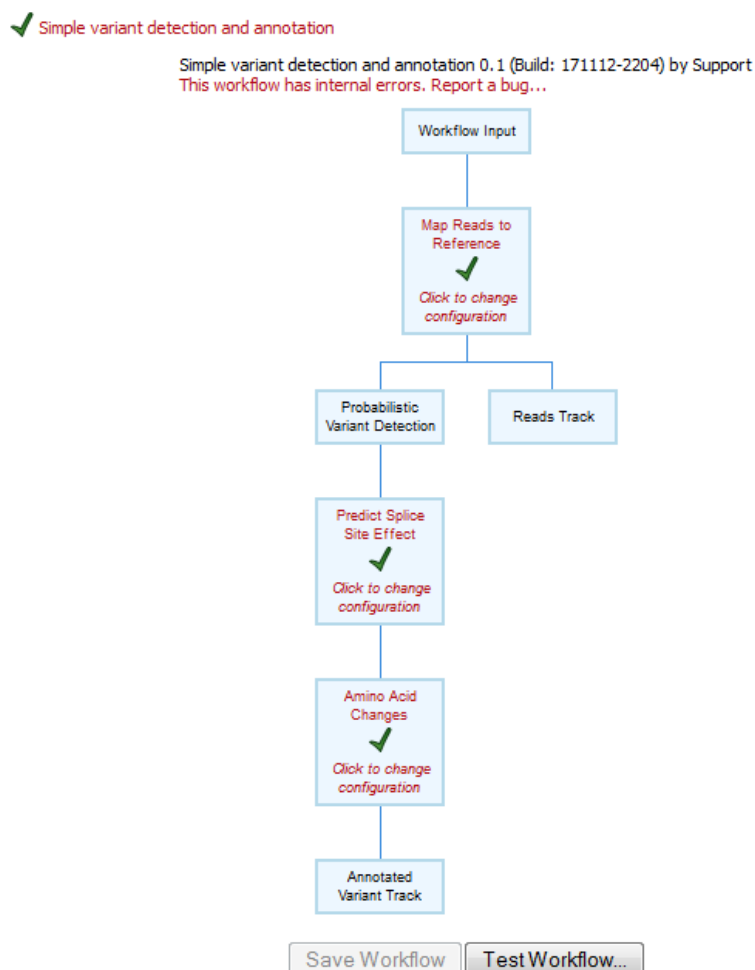 Simple variant detection and annotation
Simple variant detection and annotation 0.1 (Build: 171112-2204) by Support
This workflow has internal errors. Report a bug...
Workflow Input
Map Reads to
Reference
Click to change
configuration
Probabilistic
Variant Detection
Reads Track
Predict Splice
Site Effect
Click to change
configuration
Amino Acid
Changes
Click to change
configuration
Annotated
Variant Track
Save Workflow
Test Workflow...